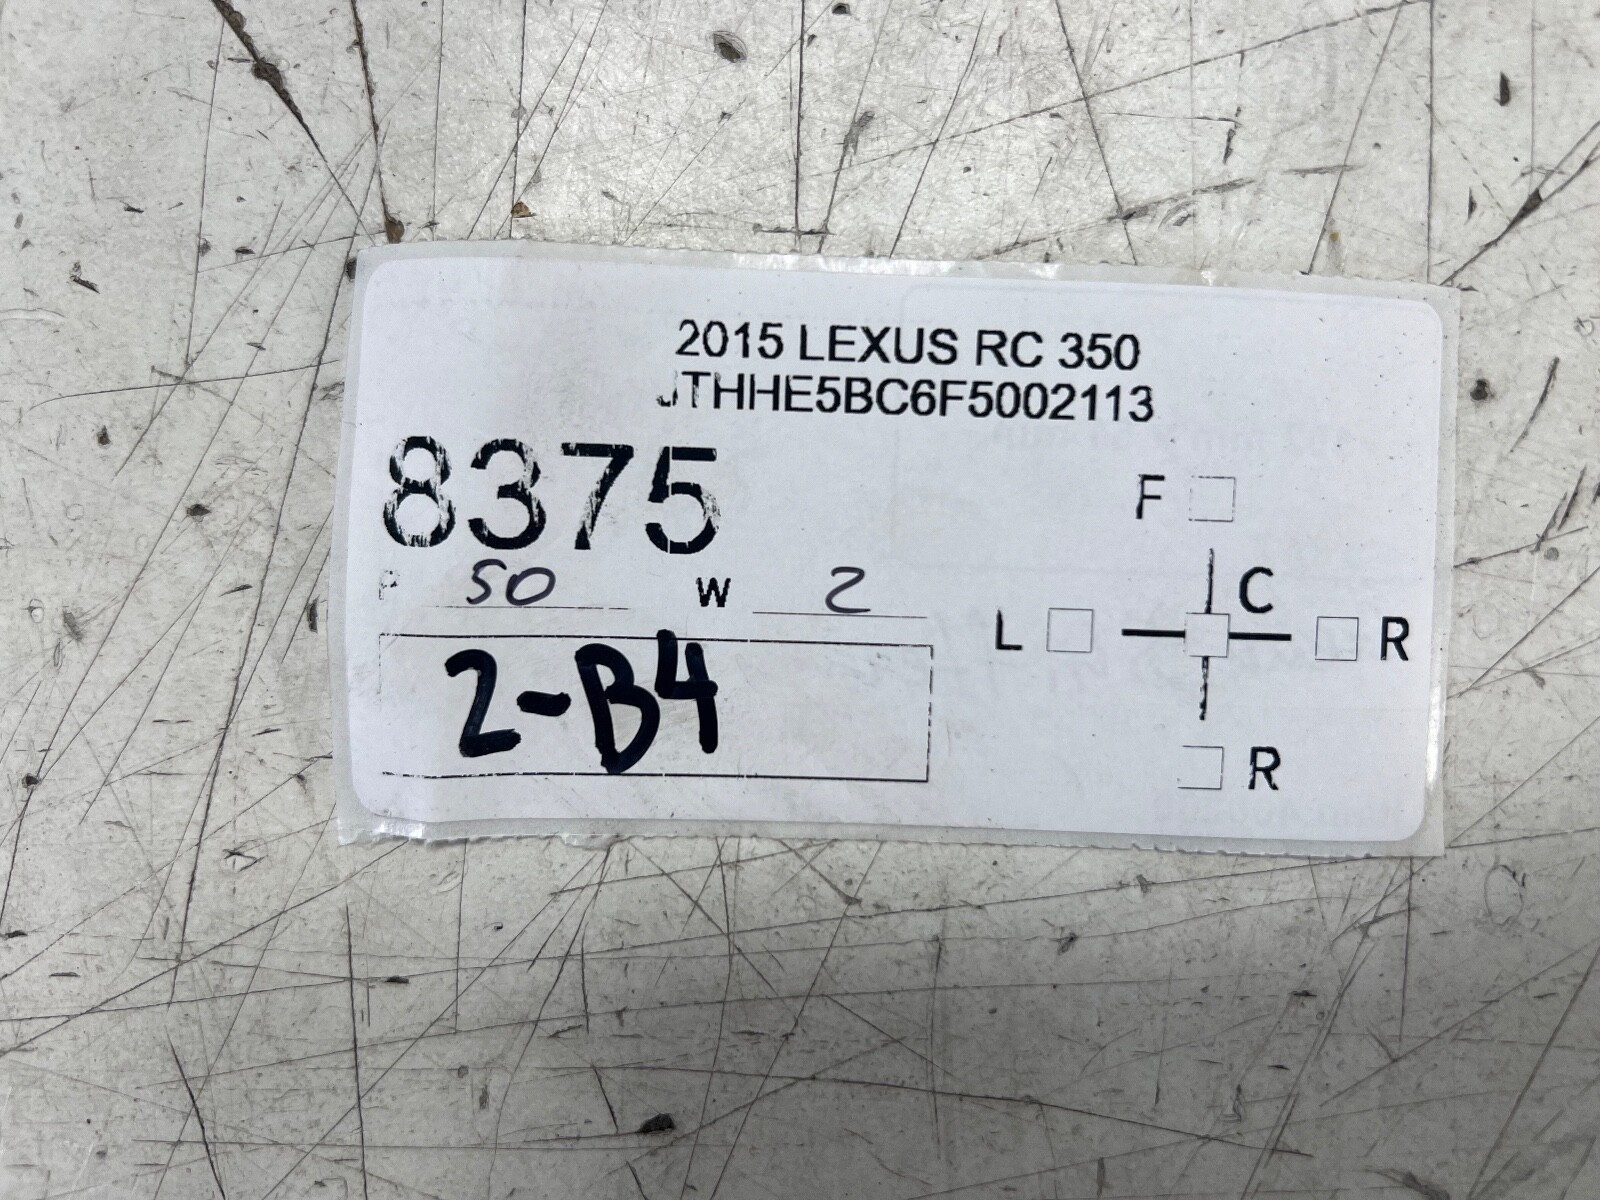 2015 LEXUS RC 350
JTHHE5BC6F5002113
8375
P 50 W 2
2-B4
F
C
L R
R